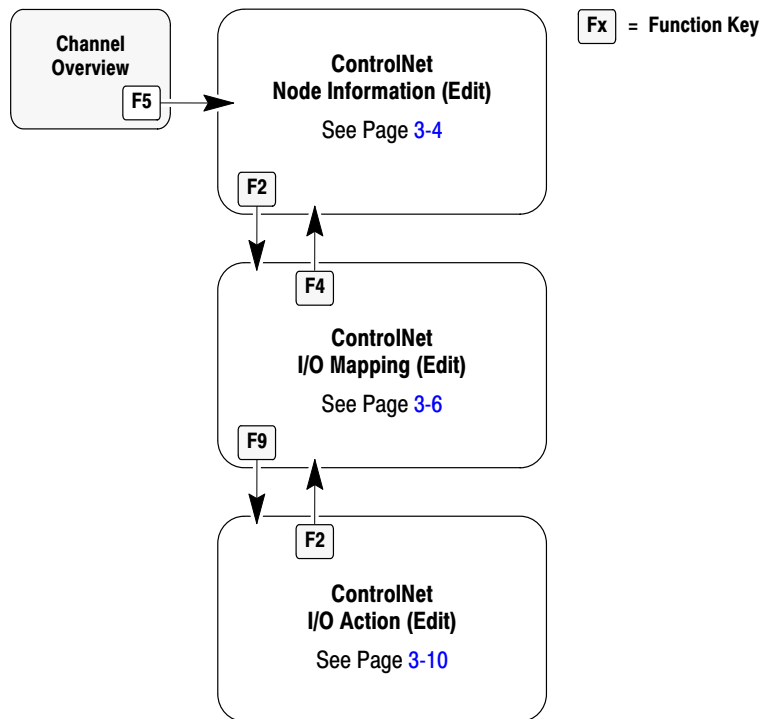 Channel
Overview
F5
Fx = Function Key
ControlNet
Node Information (Edit)
See Page 3-4
F2
F4
ControlNet
I/O Mapping (Edit)
See Page 3-6
F9
F2
ControlNet
I/O Action (Edit)
See Page 3-10